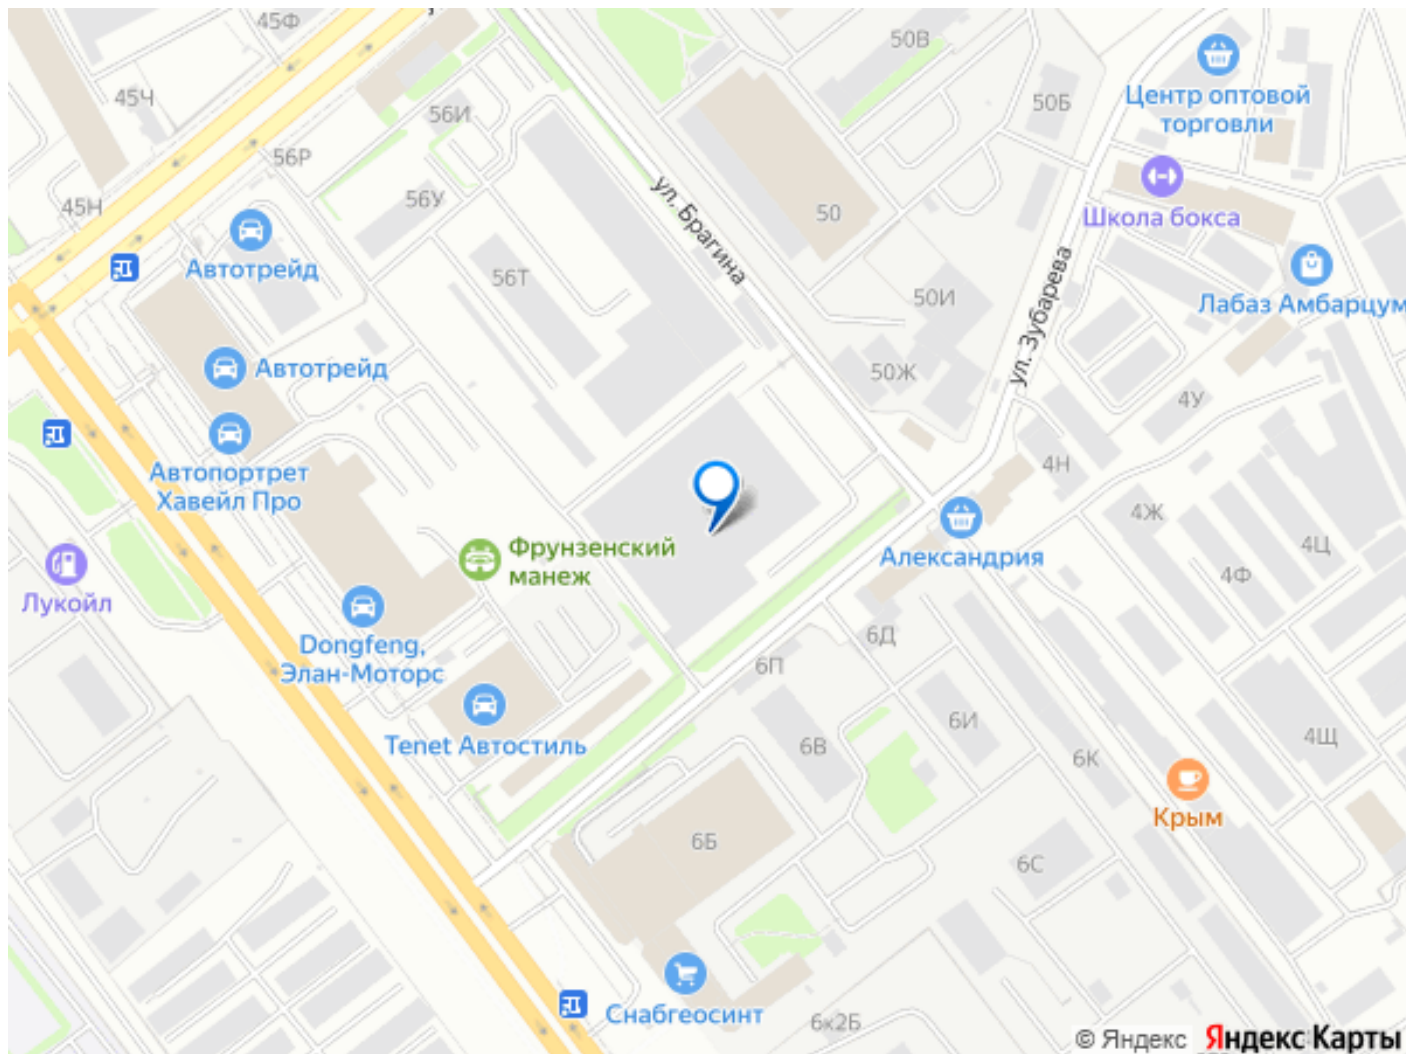 45Ф
45Ч
56И
50В
50Б
Центр оптовой
торговли
56Р
56У
45Н
ул. Брагина
50
Школа бокса
Автотрейд
56Т
50И
ул. Зубарева
Лабаз Амбарцум
Автотрейд
50Ж
4У
Автопортрет
Хавейл Про
4Н
4Ж
4Ц
Фрунзенский
манеж
Александрия
4Ф
Лукойл
Dongfeng,
Элан-Моторс
6Д
6П
6И
Tenet Автостиль
6В
4Щ
6К
Крым
6Б
6С
Снабгеосинт
6к2Б
© Яндекс Яндекс Карты